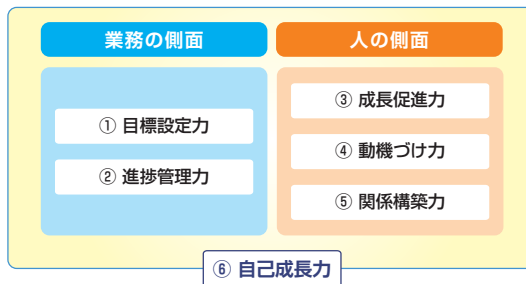 業務の側面
人の側面
① 目標設定力
② 進捗管理力
③ 成長促進力
④ 動機づけ力
⑤ 関係構築力
⑥ 自己成長力